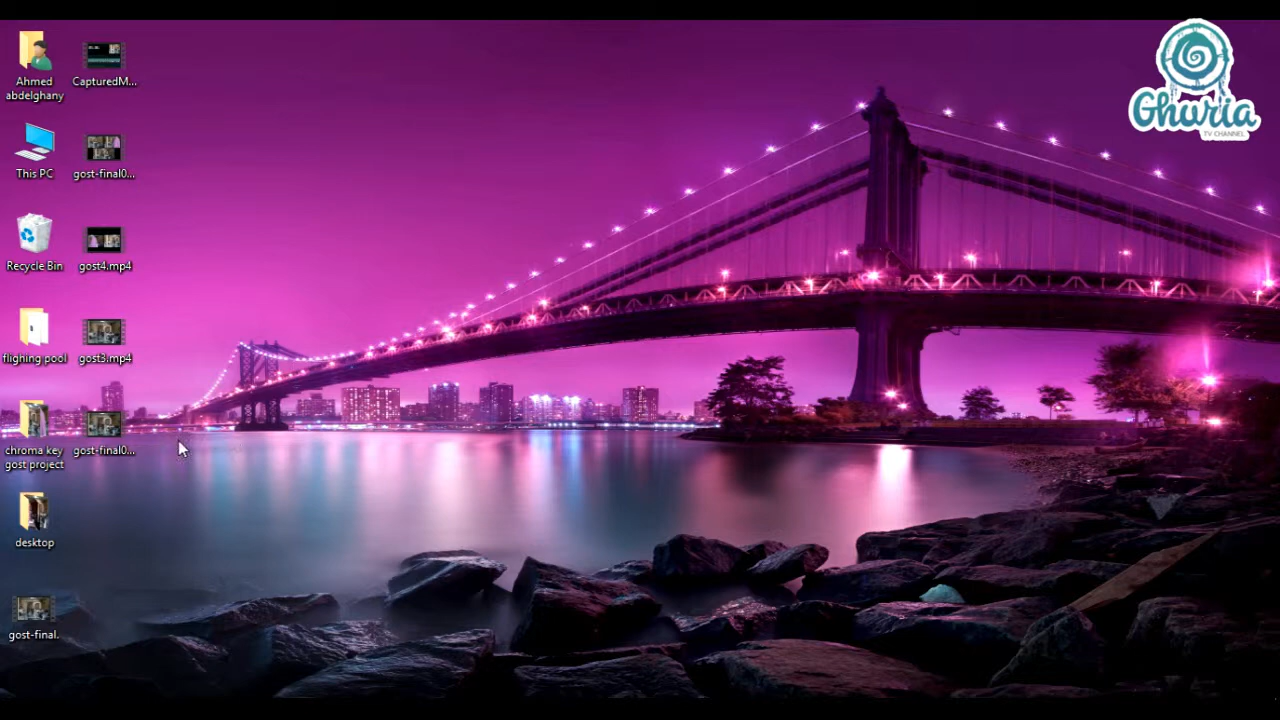 Ahmed
abdelghany
CapturedM...
This PC
gost-final0...
Recycle Bin
gost4.mp4
flighing pool
gost3.mp4
chroma key
gost project
gost-final0...
desktop
gost-final.
Ghuria
TV CHANNEL